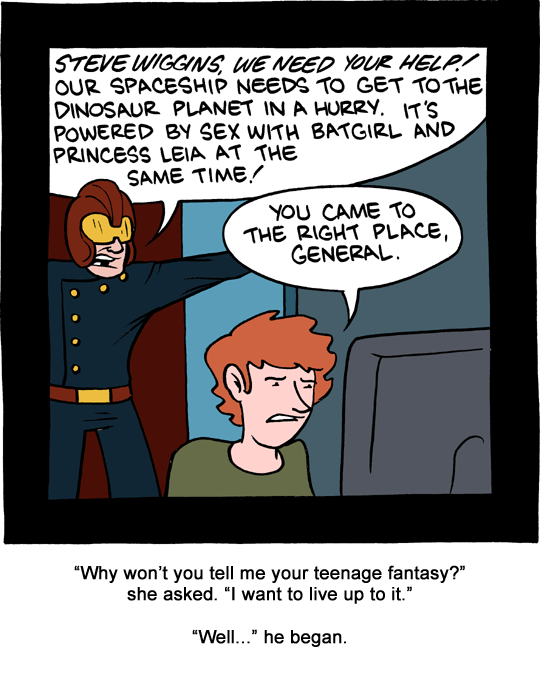 STEVE WIGGINS, WE NEED YOUR HELP!
OUR SPACESHIP NEEDS TO GET TO THE
DINOSAUR PLANET IN A HURRY. IT'S
POWERED BY SEX WITH BATGIRL AND
PRINCESS LEIA AT THE
SAME TIME!
YOU CAME TO
THE RIGHT PLACE,
GENERAL.
“Why won’t you tell me your teenage fantasy?”
she asked. “I want to live up to it.”
“Well...” he began.